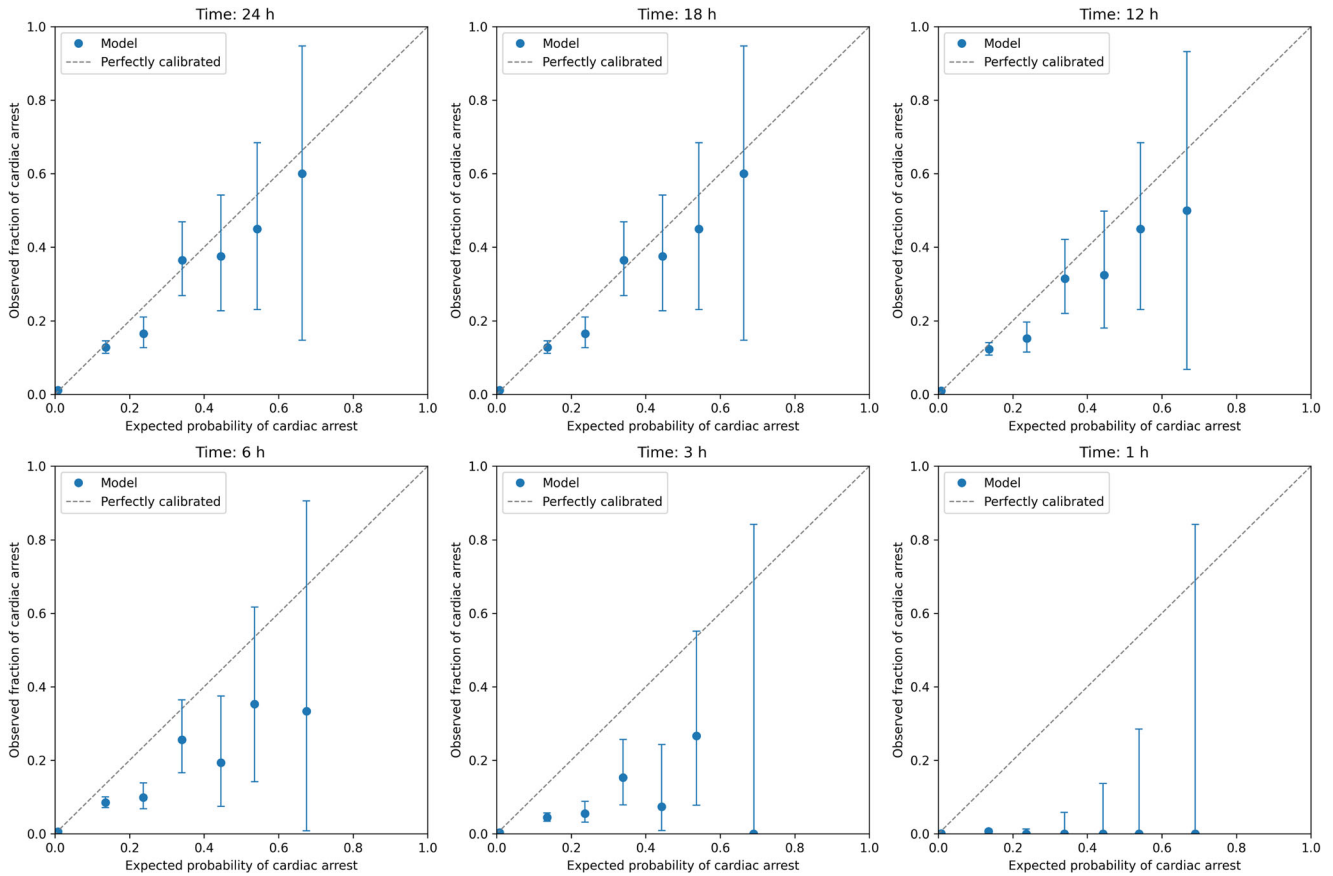 Time: 24 h
Model
Perfectly calibrated
Observed fraction of cardiac arrest
1.0
0.8
0.6
0.4
0.2
0.0
0.0 0.2 0.4 0.6 0.8 1.0
Expected probability of cardiac arrest
Time: 18 h
Model
Perfectly calibrated
Observed fraction of cardiac arrest
1.0
0.8
0.6
0.4
0.2
0.0
0.0 0.2 0.4 0.6 0.8 1.0
Expected probability of cardiac arrest
Time: 12 h
Model
Perfectly calibrated
Observed fraction of cardiac arrest
1.0
0.8
0.6
0.4
0.2
0.0
0.0 0.2 0.4 0.6 0.8 1.0
Expected probability of cardiac arrest
Time: 6 h
Model
Perfectly calibrated
Observed fraction of cardiac arrest
1.0
0.8
0.6
0.4
0.2
0.0
0.0 0.2 0.4 0.6 0.8 1.0
Expected probability of cardiac arrest
Time: 3 h
Model
Perfectly calibrated
Observed fraction of cardiac arrest
1.0
0.8
0.6
0.4
0.2
0.0
0.0 0.2 0.4 0.6 0.8 1.0
Expected probability of cardiac arrest
Time: 1 h
Model
Perfectly calibrated
Observed fraction of cardiac arrest
1.0
0.8
0.6
0.4
0.2
0.0
0.0 0.2 0.4 0.6 0.8 1.0
Expected probability of cardiac arrest